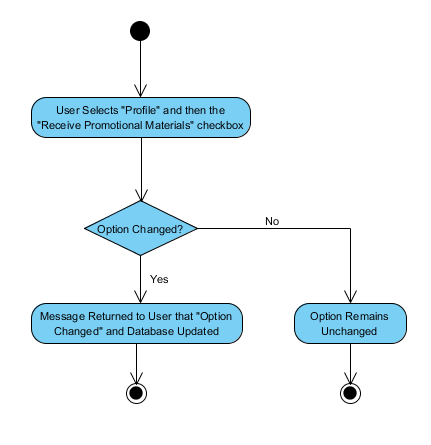 User Selects "Profile" and then the
"Receive Promotional Materials" checkbox
Option Changed?
No
Yes
Message Returned to User that "Option
Changed" and Database Updated
Option Remains
Unchanged